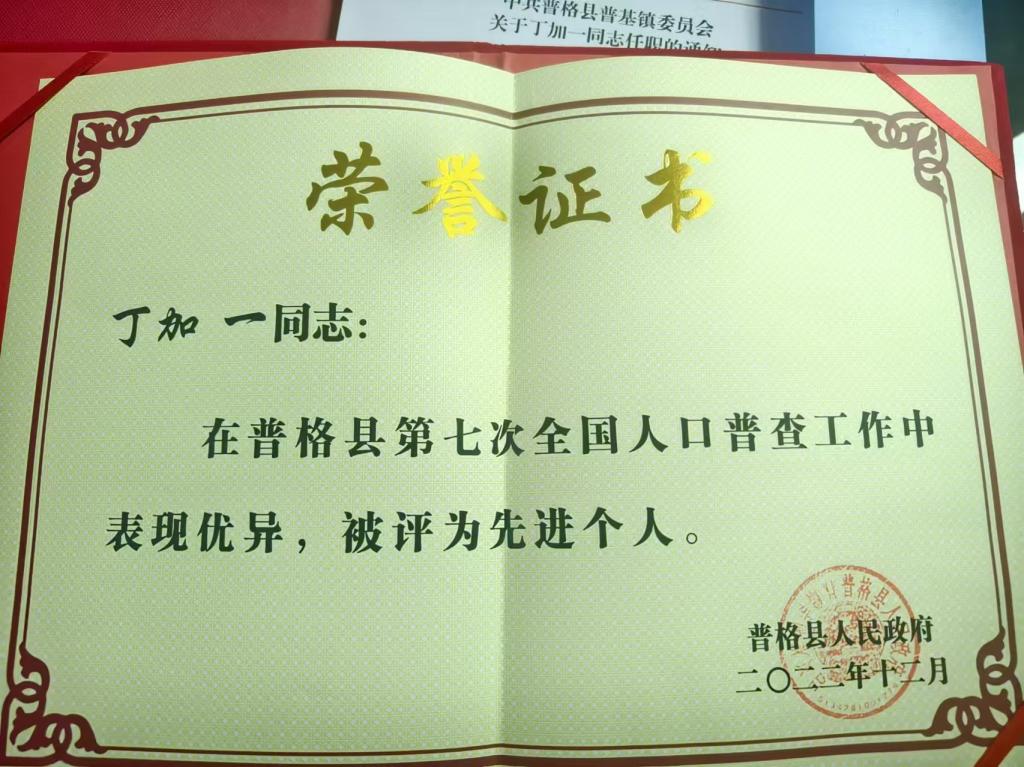 中共普格县普基镇委员会
关于丁加一同志任职的通知
荣誉证书
丁加一同志：
在普格县第七次全国人口普查工作中
表现优异，被评为先进个人。
普格县人民政府
二〇二二年十二月